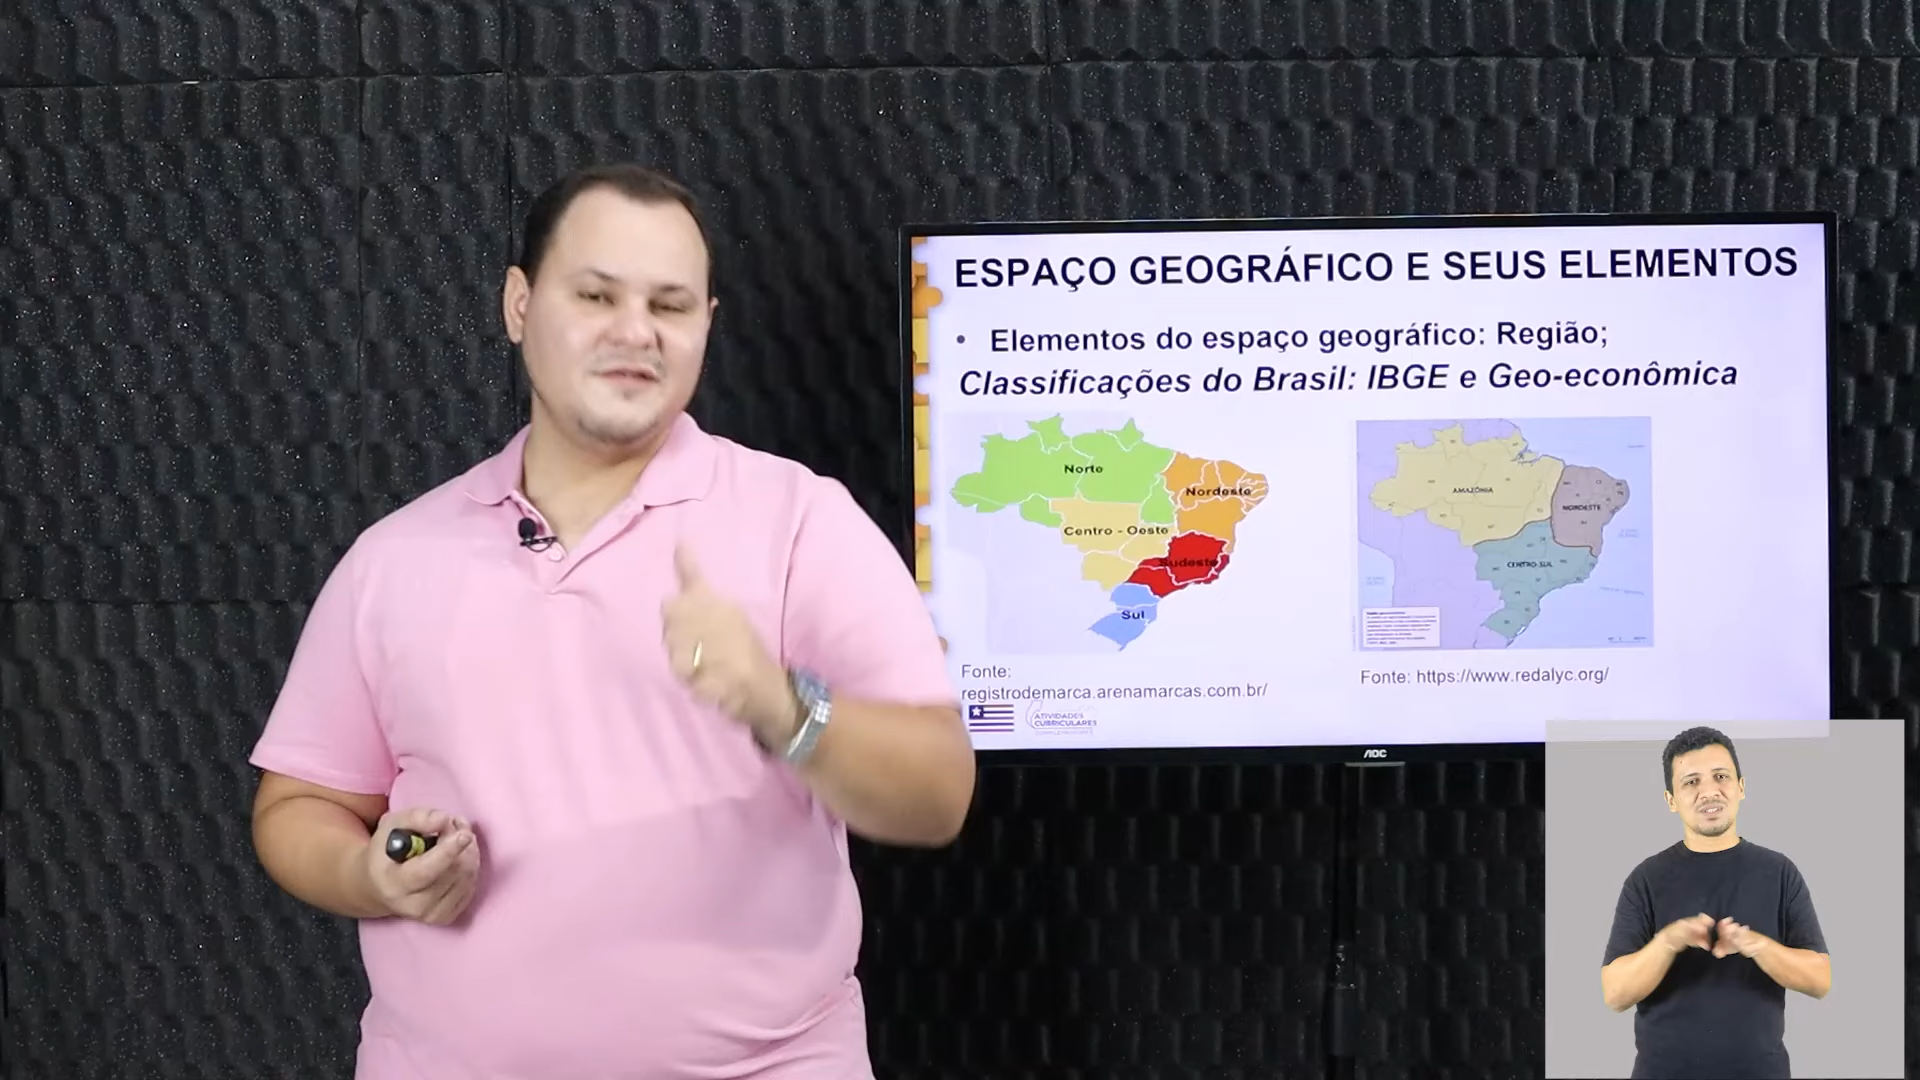 ESPAÇO GEOGRÁFICO E SEUS ELEMENTOS
• Elementos do espaço geográfico: Região;
Classificações do Brasil: IBGE e Geo-econômica
Norte
Nordeste
Centro - Oeste
Sudeste
Sul
AMAZÔNIA
NORDESTE
CENTRO-SUL
Fonte:
registrodemarca.arenamarcas.com.br/
Fonte: https://www.redalyc.org/
ATIVIDADES
CURRICULARES
AOC